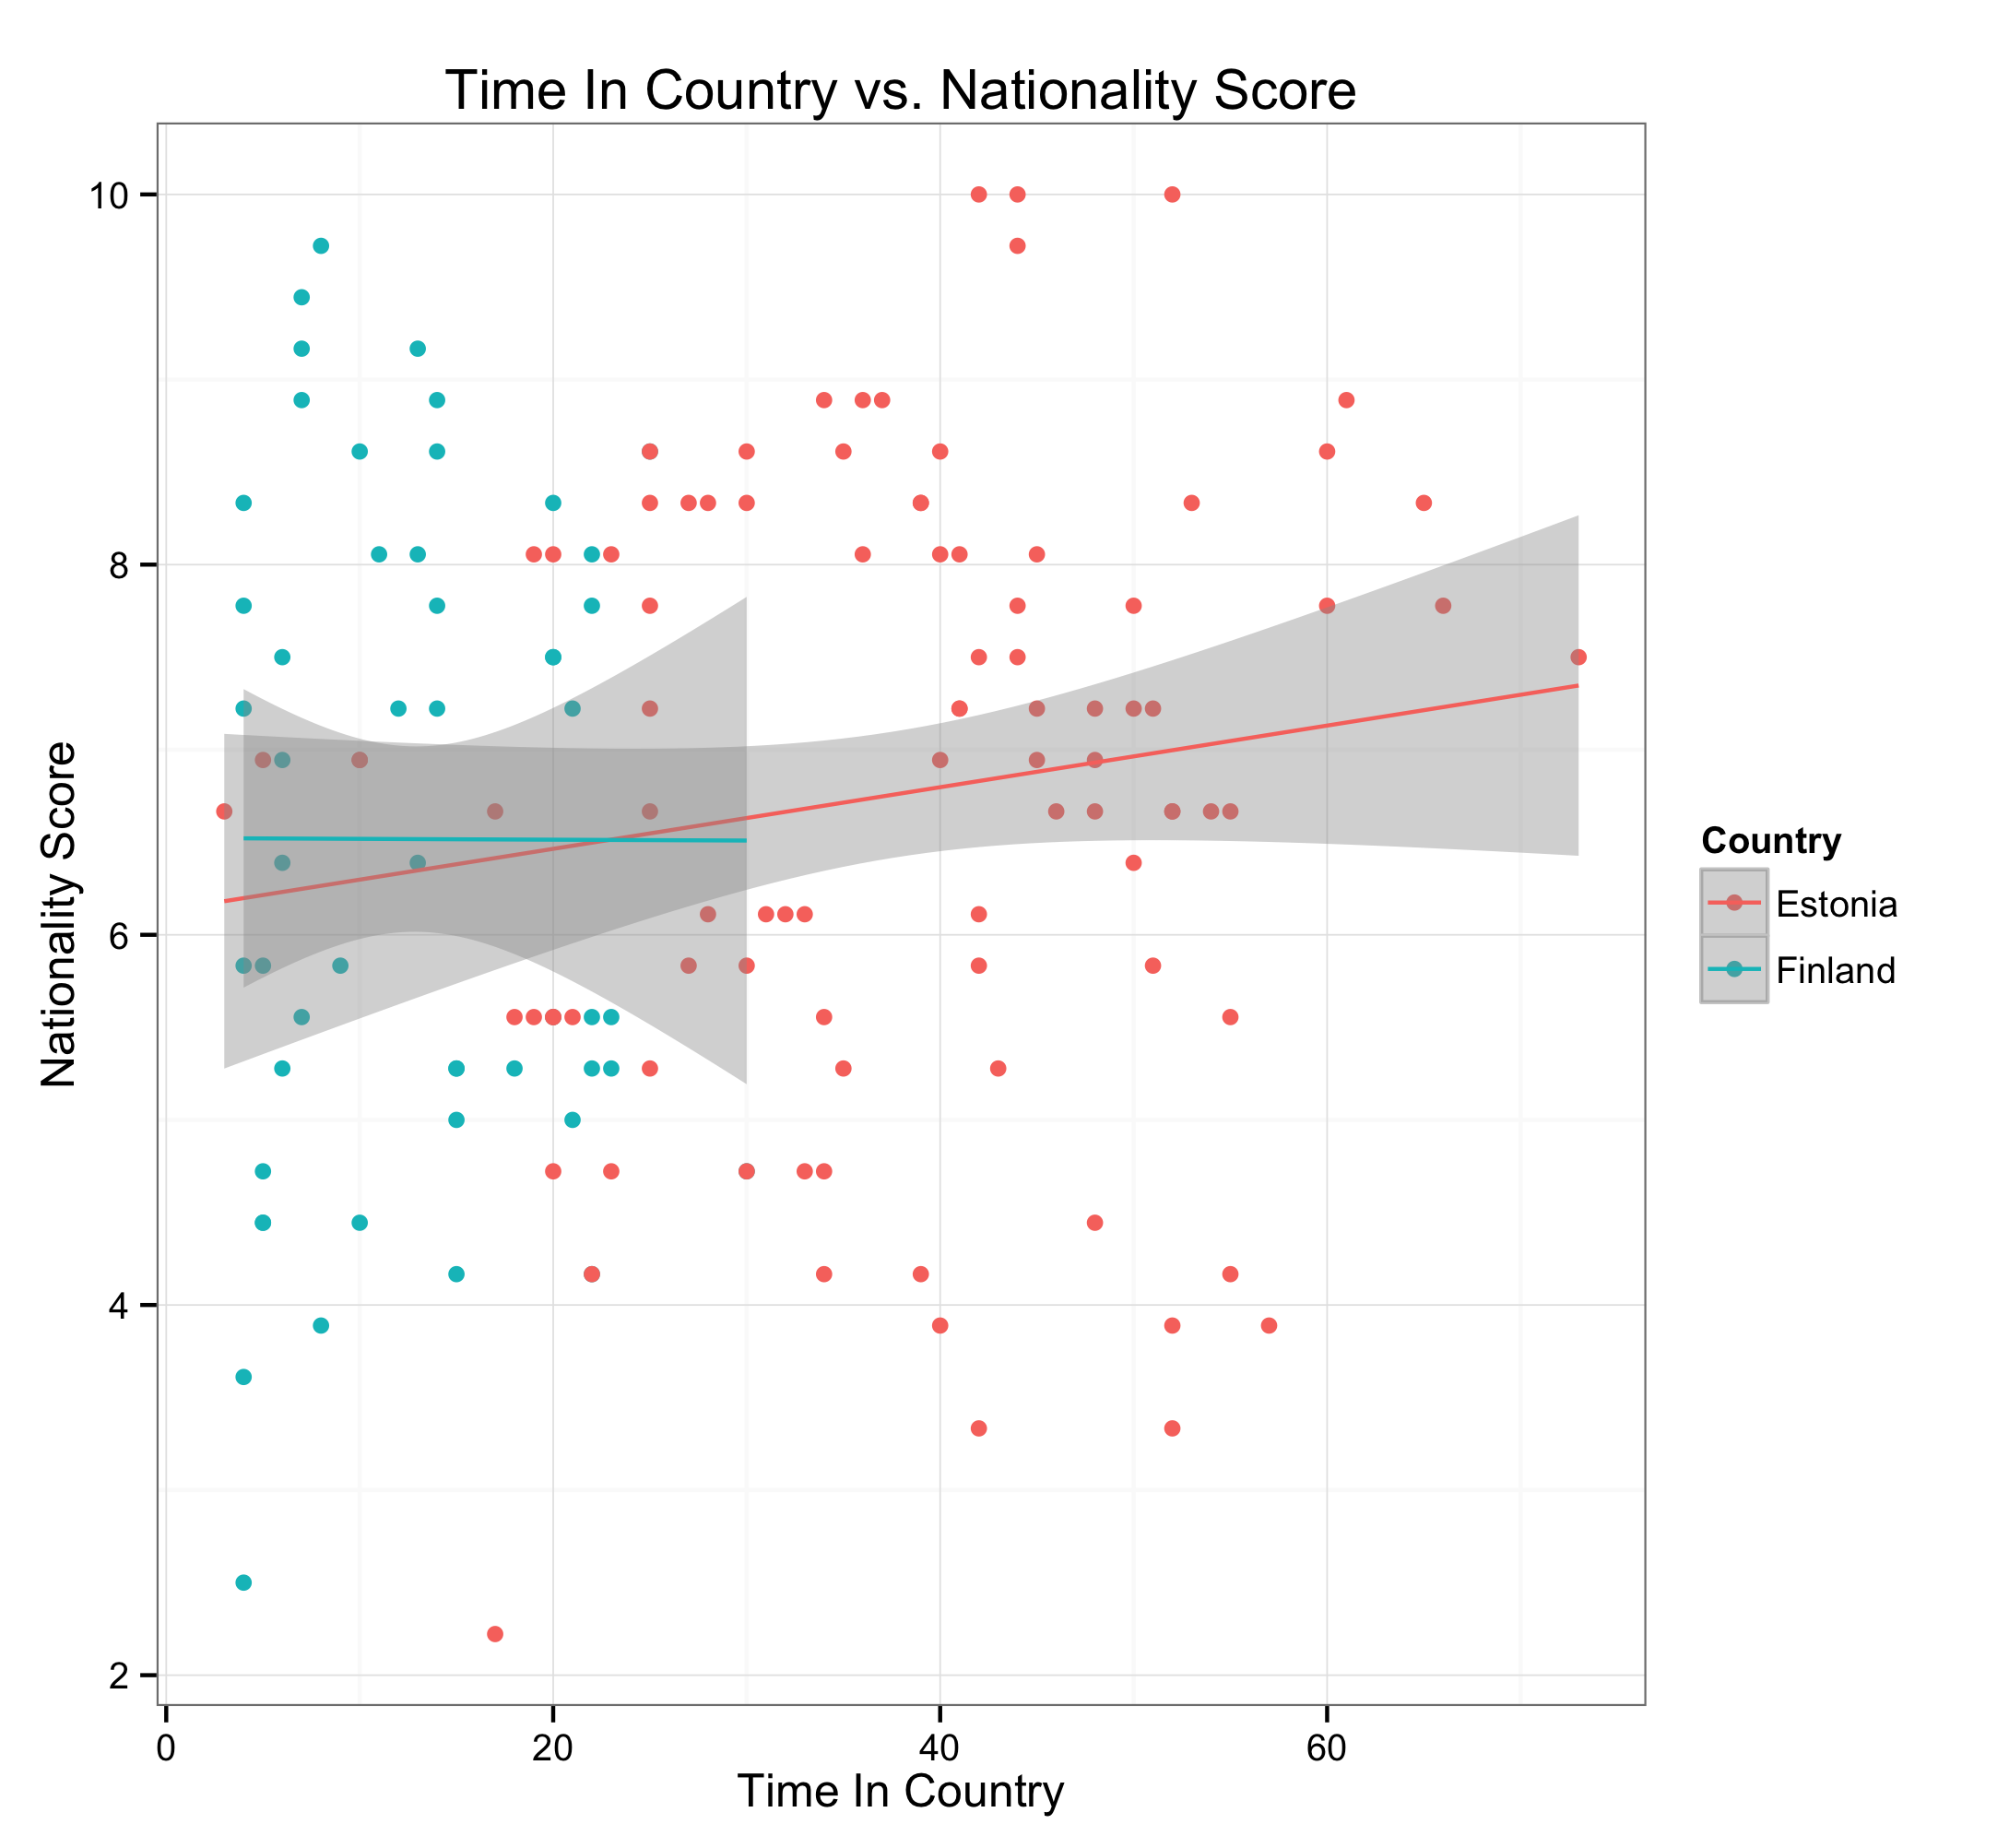 Time In Country vs. Nationality Score
Nationality Score
10
8
6
4
2
0 20 40 60
Time In Country
Country
Estonia
Finland